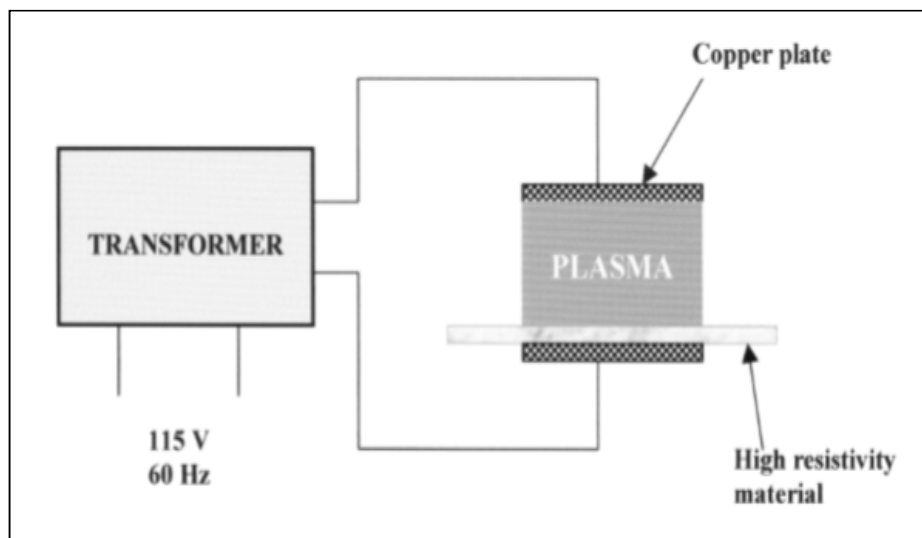 Copper plate
TRANSFORMER
PLASMA
115 V
60 Hz
High resistivity
material